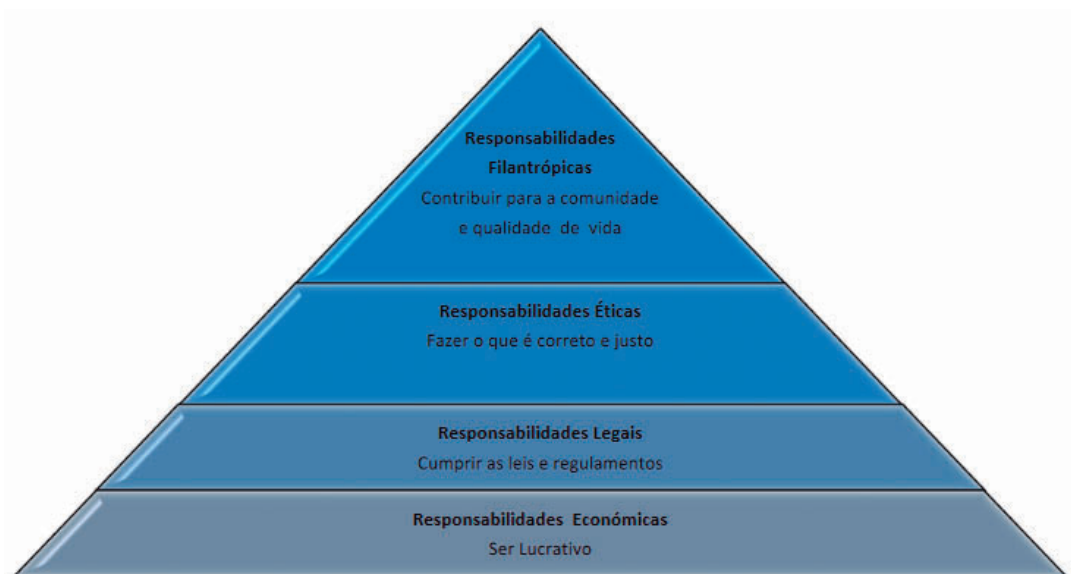 Responsabilidades
Filantrópicas
Contribuir para a comunidade
e qualidade de vida
Responsabilidades Éticas
Fazer o que é correto e justo
Responsabilidades Legais
Cumprir as leis e regulamentos
Responsabilidades Económicas
Ser Lucrativo